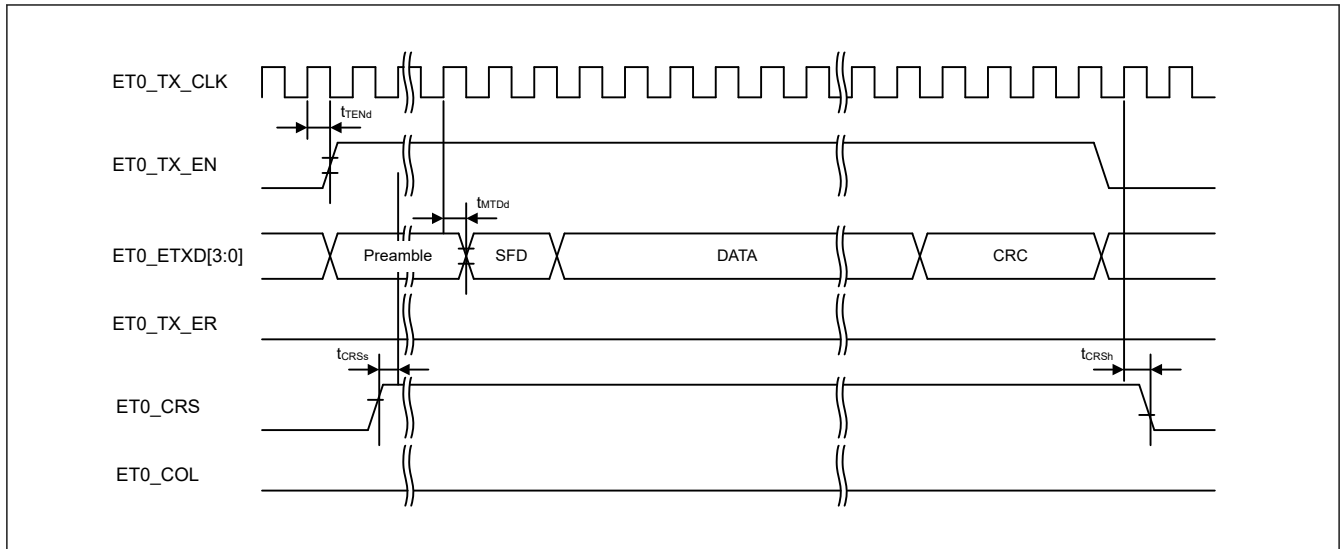 ET0_TX_CLK
tTENd
ET0_TX_EN
tMTDd
ET0_ETXD[3:0]
Preamble SFD DATA CRC
ET0_TX_ER
tCRSs tCRSh
ET0_CRS
ET0_COL